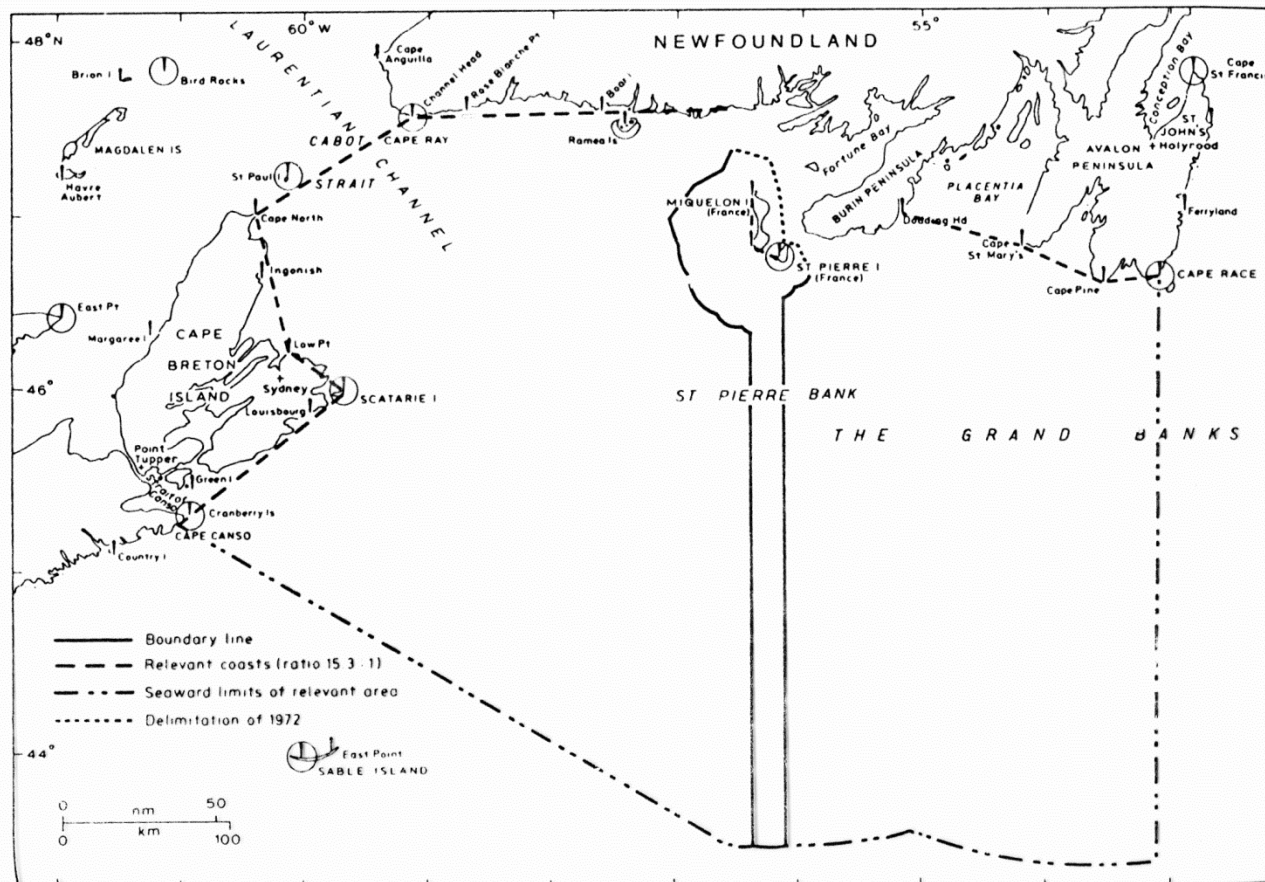 60°W
55°
48°N
LAURENTIAN
CHANNEL
NEWFOUNDLAND
Cape
Anguilla
Channel Head
Rose Blanche Pt
Boar I
Conception Bay
Cape
St Francis
Brion I
Bird Rocks
CABOT
STRAIT
CAPE RAY
Ramea Is
Fortune Bay
ST
JOHN'S
Holyrood
AVALON
PENINSULA
MAGDALEN IS
Havre
Aubert
St Paul I
Cape North
MIQUELON I
(France)
BURIN PENINSULA
PLACENTIA
BAY
Ferryland
Ingonish
ST PIERRE I
(France)
Cape
St Mary's
Cape Pine
CAPE RACE
East Pt
Margaree I
CAPE
BRETON
ISLAND
Low Pt
46°
Sydney
Louisbourg
SCATARIE I
ST PIERRE BANK
THE GRAND BANKS
Point
Tupper
Strait of
Canso
Green I
Cranberry Is
CAPE CANSO
Country I
Boundary line
Relevant coasts (ratio 15.3 · 1)
Seaward limits of relevant area
Delimitation of 1972
44°
East Point
SABLE ISLAND
0 nm 50
0 km 100